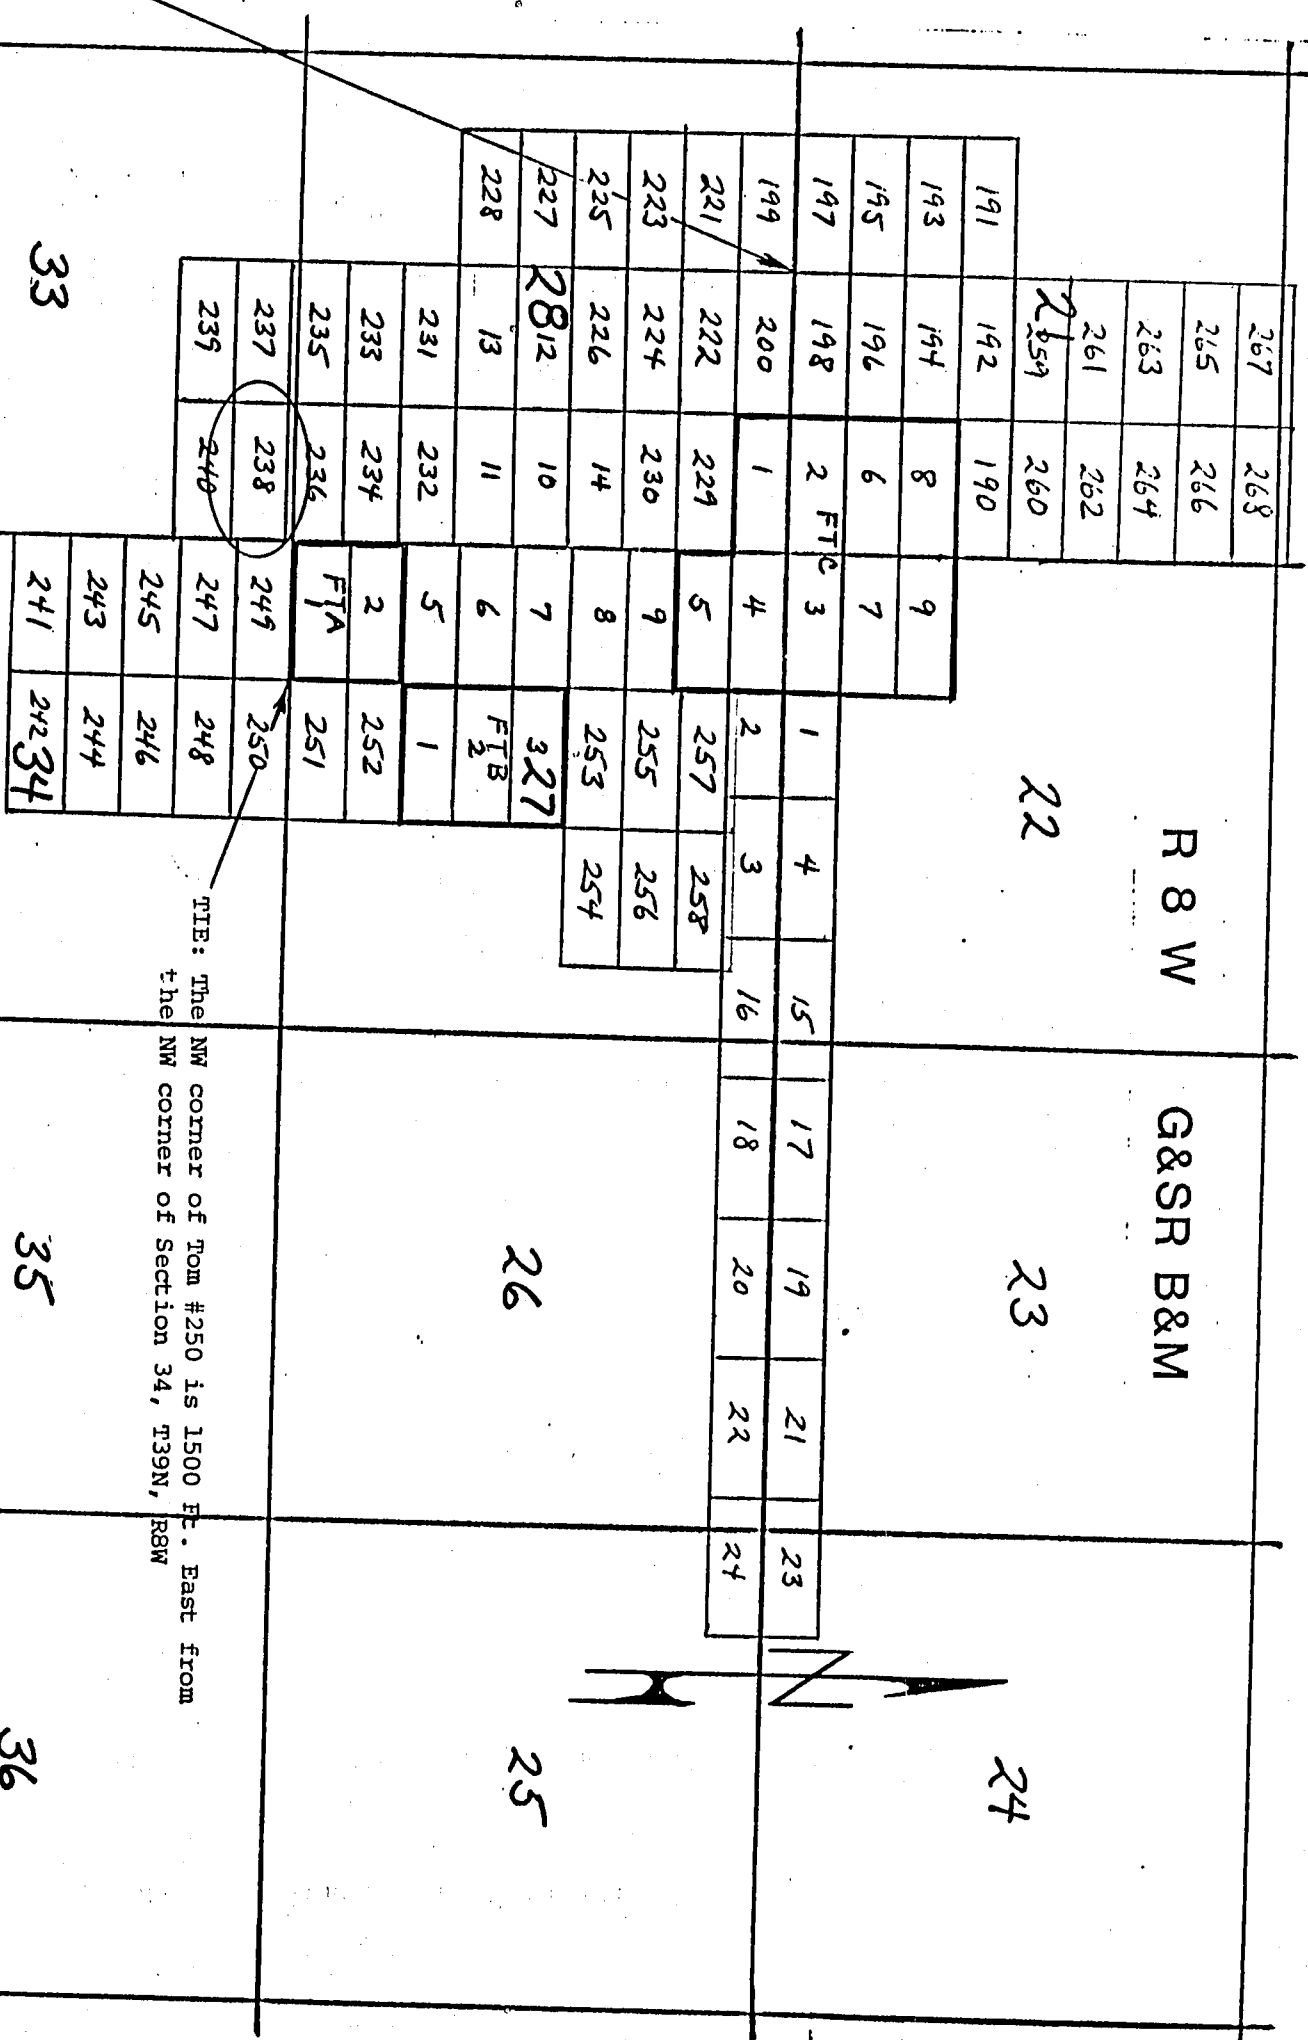 267 268
265 266
R 8 W G&SR B&M
263 264
261 262
21 259 260 22 23 24
191 192 190
193 194 8 9
195 196 6 7
197 198 2 FTC 3 1 4 15 17 19 21 23
N
199 200 1 4 2 3 16 18 20 22 24
221 222 229 5 257 258
223 224 230 9 255 256
225 226 14 8 253 254
227 28 12 10 7 3 27 26 25
228 13 11 6 FTB 2
231 232 5 1
233 234 2 252
235 236 FTA 1 251
237 238 249 250
239 240 247 248
TIE: The NW corner of Tom #250 is 1500 Ft. East from
the NW corner of Section 34, T39N, R8W
245 246
243 244
33 241 242 34 35 36